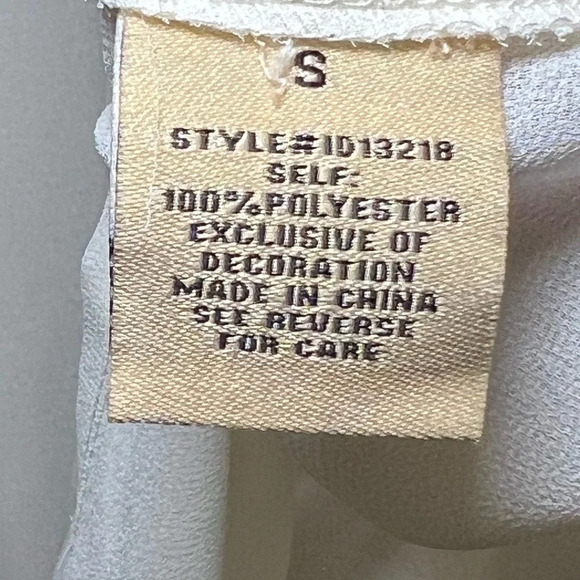 S
STYLE#ID13218
SELF:
100%POLYESTER
EXCLUSIVE OF
DECORATION
MADE IN CHINA
SEE REVERSE
FOR CARE